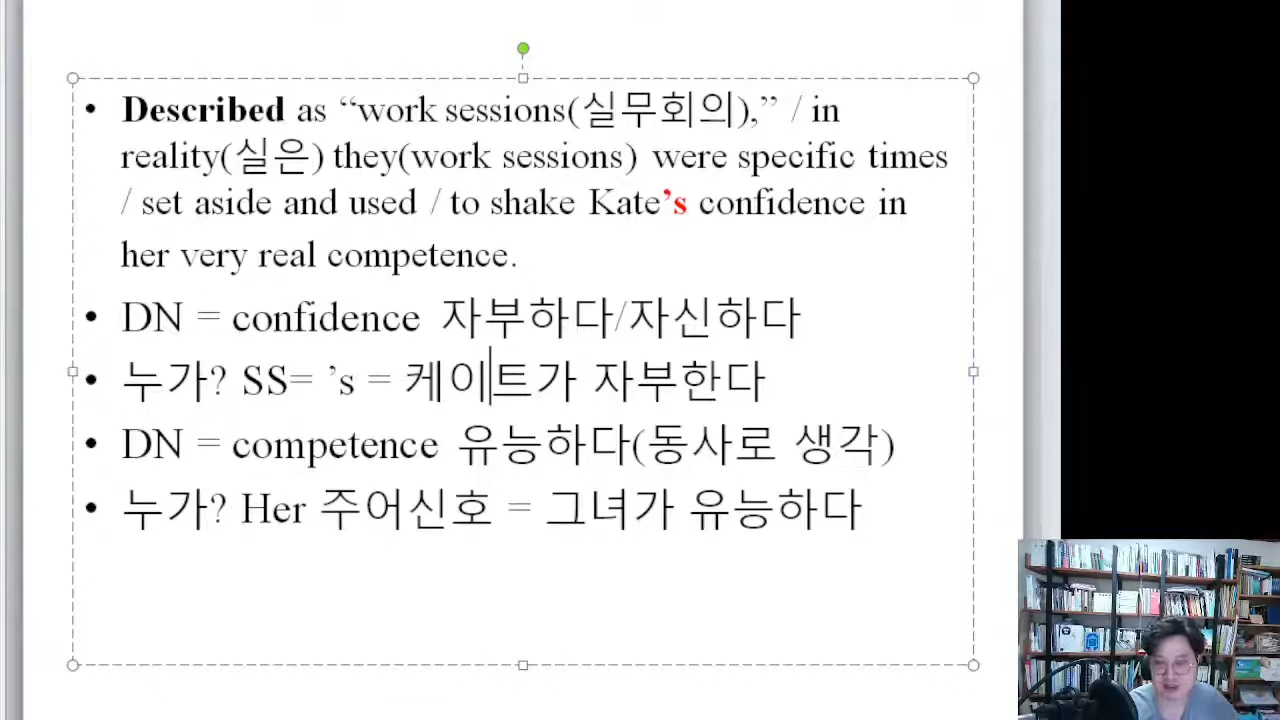 • Described as “work sessions(실무회의),” / in
reality(실은) they(work sessions) were specific times
/ set aside and used / to shake Kate’s confidence in
her very real competence.
• DN = confidence 자부하다/자신하다
• 누가? SS= ’s = 케이트가 자부한다
• DN = competence 유능하다(동사로 생각)
• 누가? Her 주어신호 = 그녀가 유능하다